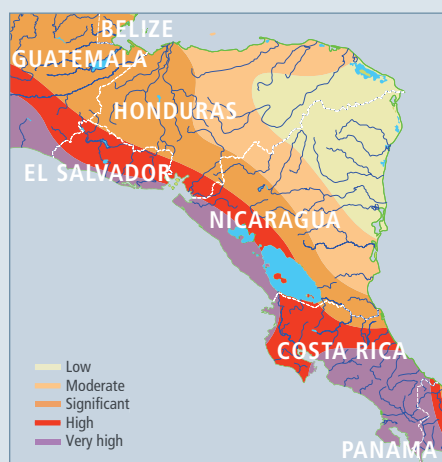 BELIZE
GUATEMALA
HONDURAS
EL SALVADOR
NICARAGUA
COSTA RICA
PANAMA
Low
Moderate
Significant
High
Very high